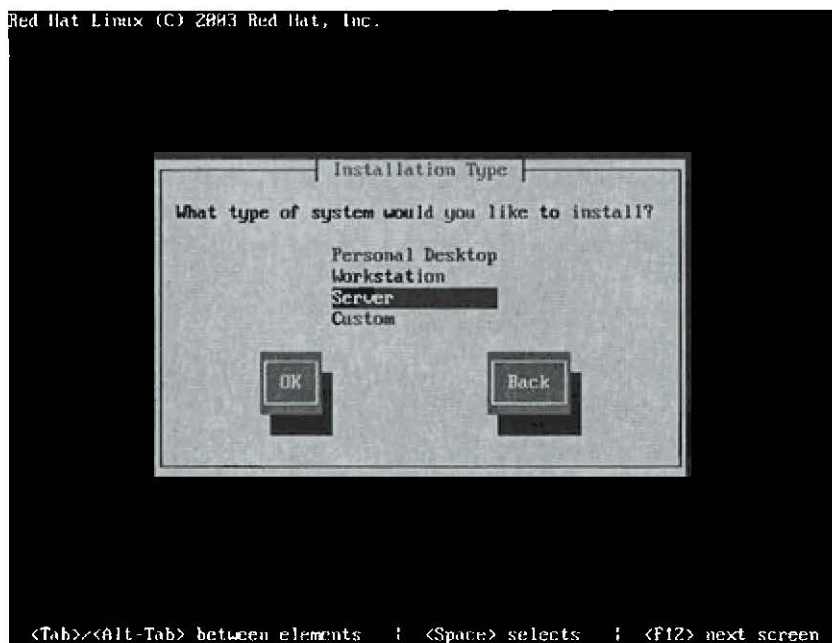 Red Hat Linux (C) 2003 Red Hat, Inc.
Installation Type
What type of system would you like to install?
Personal Desktop
Workstation
Server
Custom
OK Back
<Tab>/<Alt-Tab> between elements | <Space> selects | <F12> next screen